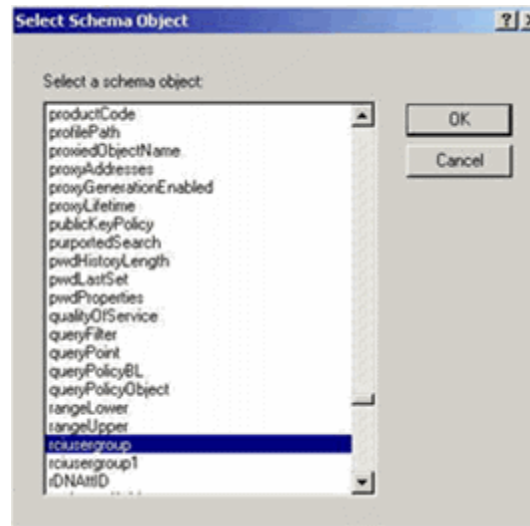 Select Schema Object
?
Select a schema object:
productCode
profilePath
proxiedObjectName
proxyAddresses
proxyGenerationEnabled
proxyLifetime
publicKeyPolicy
purportedSearch
pwdHistoryLength
pwdLastSet
pwdProperties
qualityOfService
queryFilter
queryPoint
queryPolicyBL
queryPolicyObject
rangeLower
rangeUpper
rciusergroup
rciusergroup1
rDNAttID
OK
Cancel